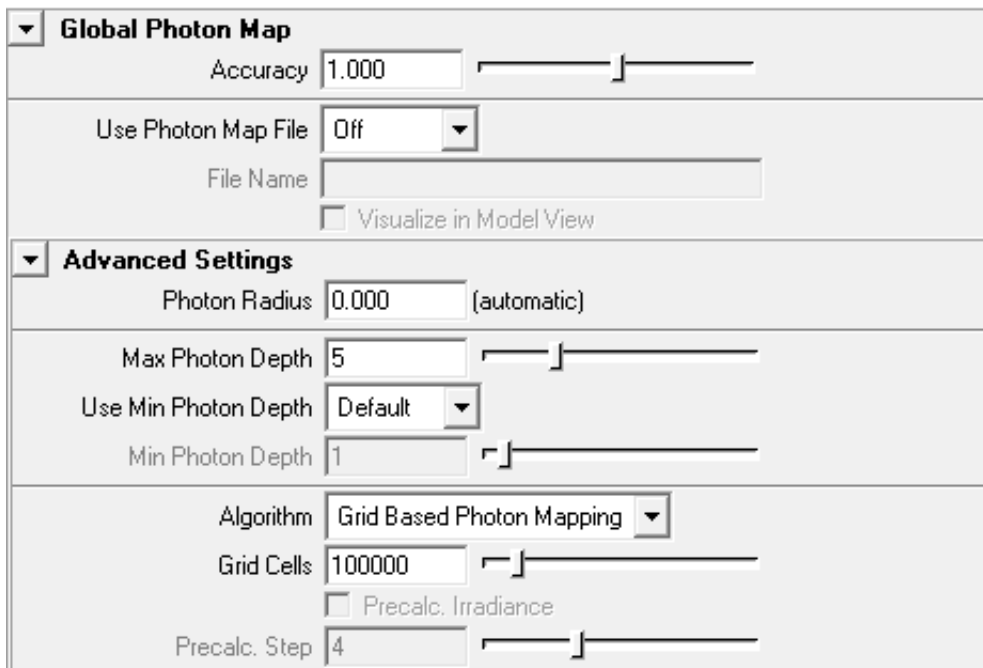 Global Photon Map
Accuracy 1.000
Use Photon Map File Off
File Name
Visualize in Model View
Advanced Settings
Photon Radius 0.000 (automatic)
Max Photon Depth 5
Use Min Photon Depth Default
Min Photon Depth 1
Algorithm Grid Based Photon Mapping
Grid Cells 100000
Precalc. Irradiance
Precalc. Step 4